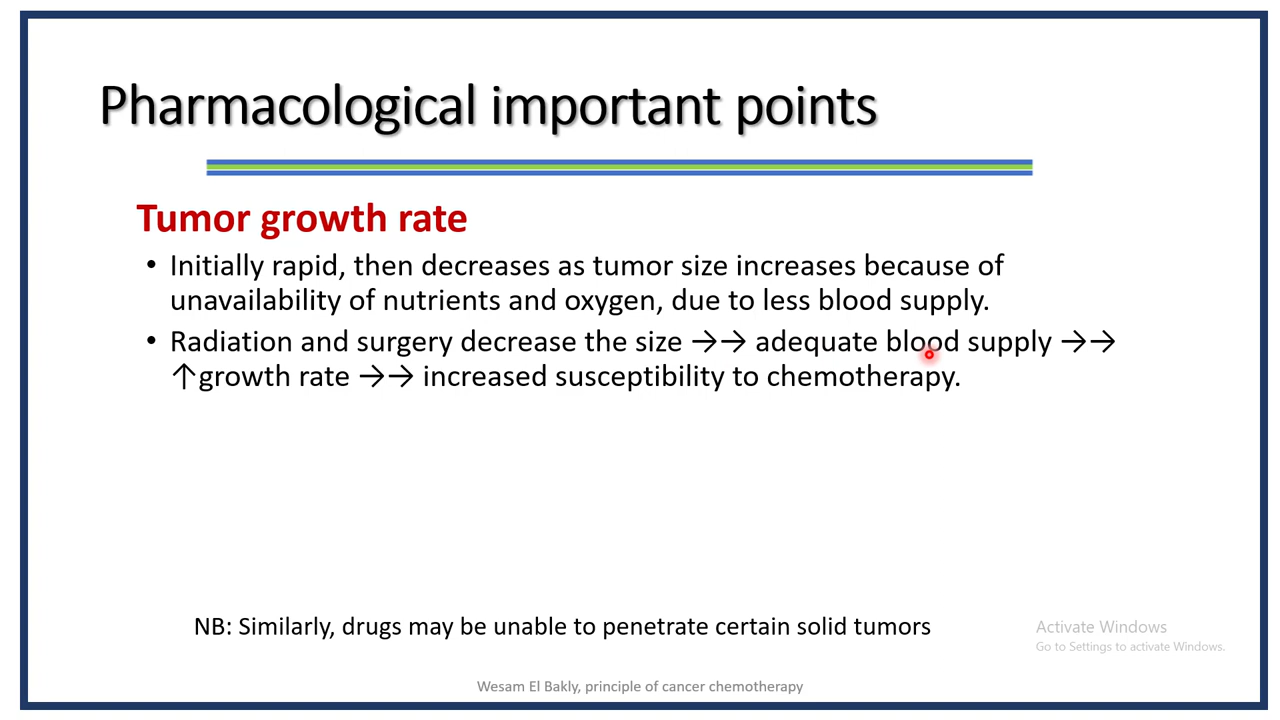 Pharmacological important points
Tumor growth rate
• Initially rapid, then decreases as tumor size increases because of
unavailability of nutrients and oxygen, due to less blood supply.
• Radiation and surgery decrease the size →→ adequate blood supply →→
↑growth rate →→ increased susceptibility to chemotherapy.
NB: Similarly, drugs may be unable to penetrate certain solid tumors
Activate Windows
Go to Settings to activate Windows.
Wesam El Bakly, principle of cancer chemotherapy